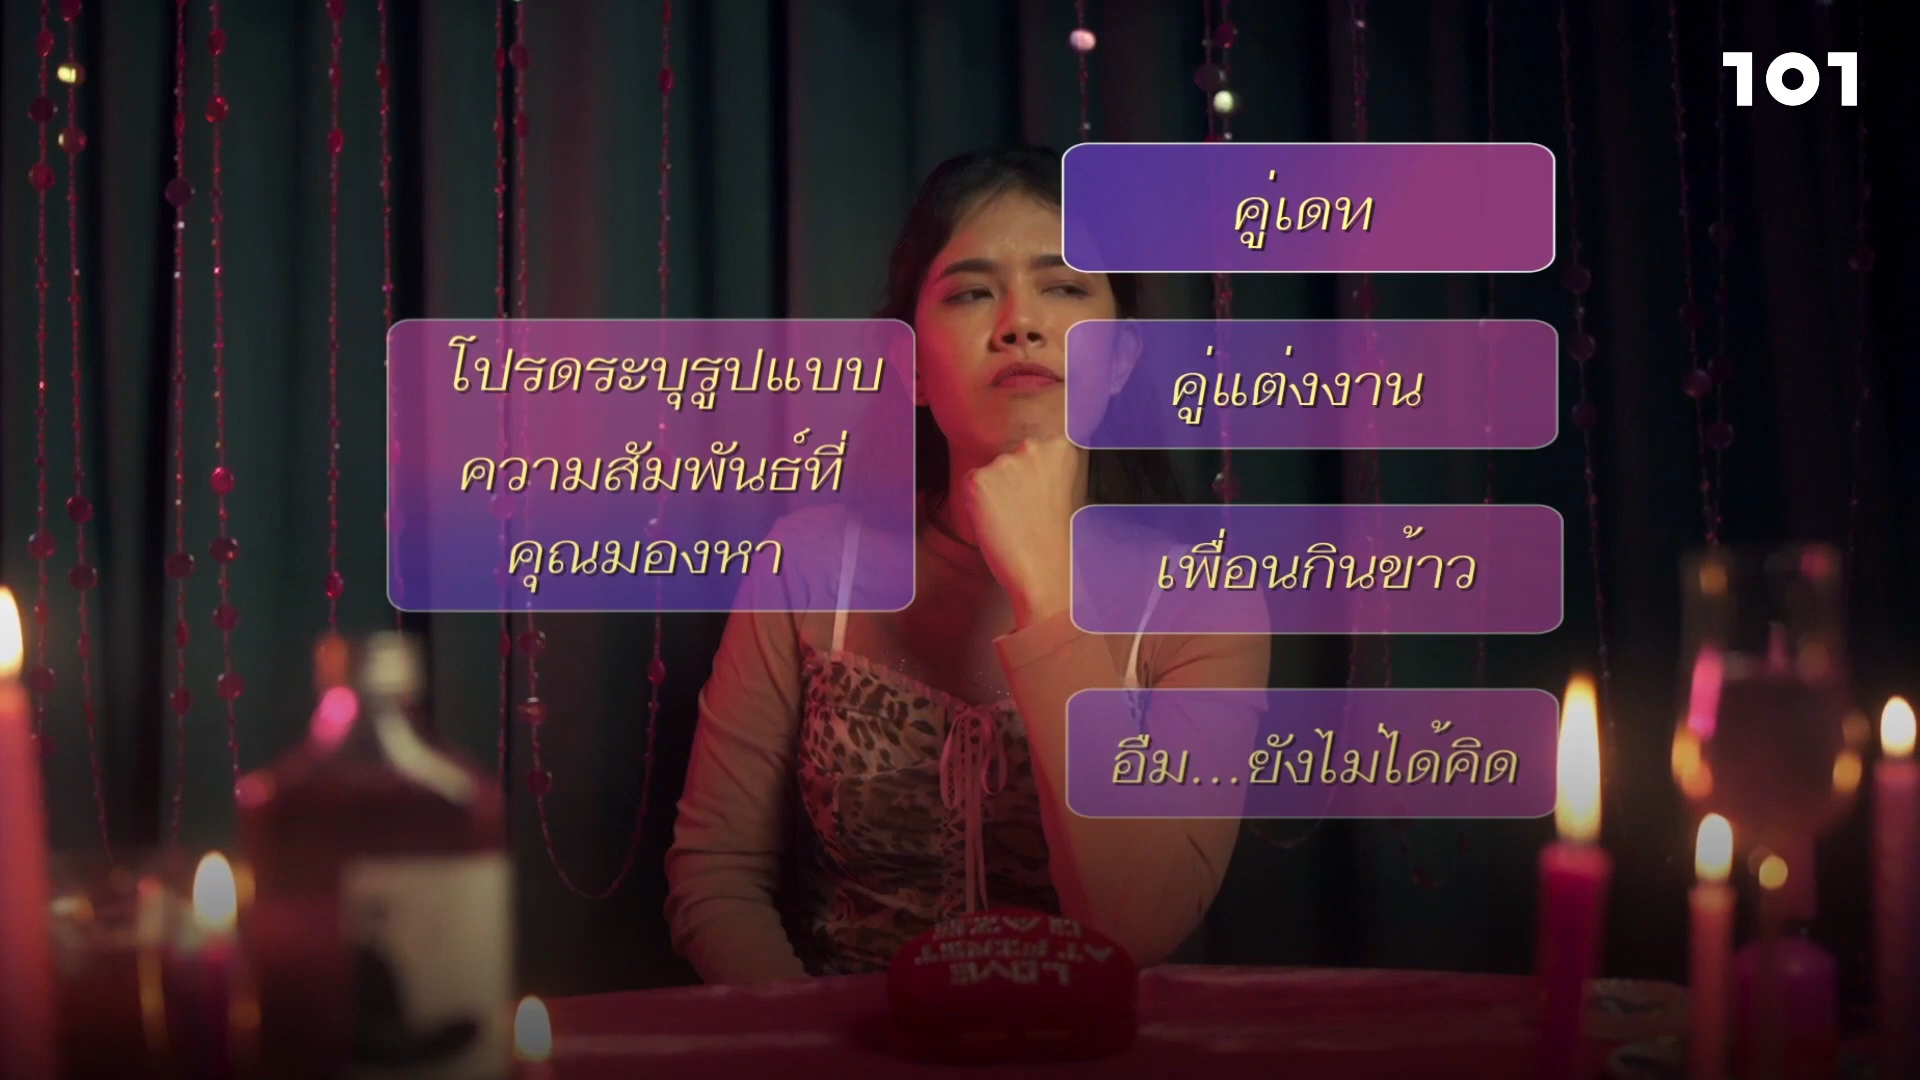 101
โปรดระบุรูปแบบ
ความสัมพันธ์ที่
คุณมองหา
คู่เดท
คู่แต่งงาน
เพื่อนกินข้าว
อืม...ยังไม่ได้คิด
LOVE